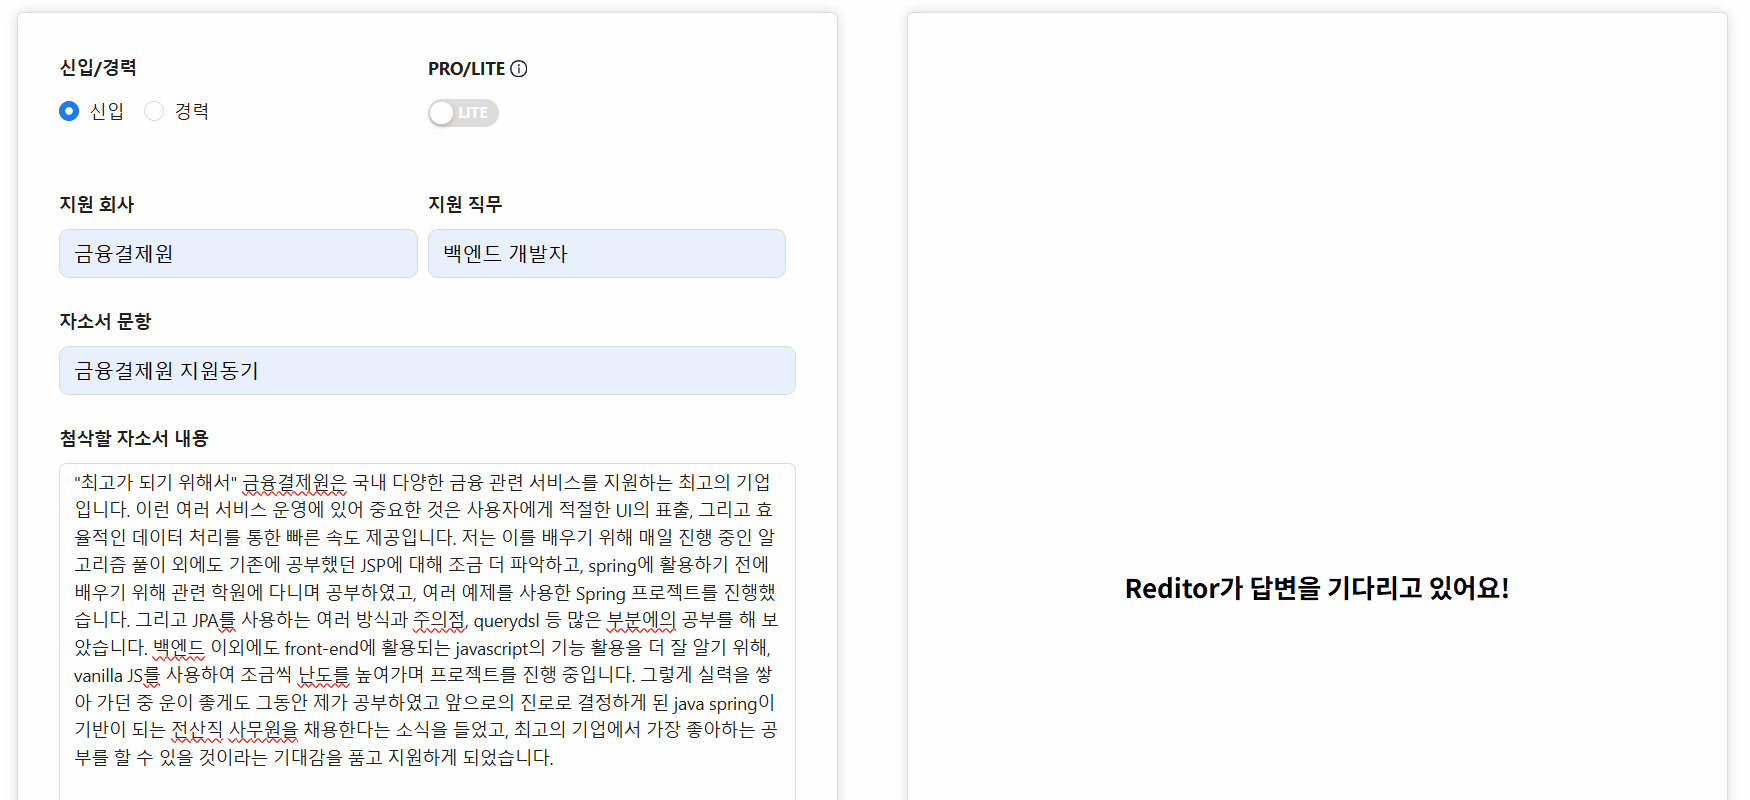 신입/경력
PRO/LITE
신입 경력
LITE
지원 회사
지원 직무
금융결제원
백엔드 개발자
자소서 문항
금융결제원 지원동기
첨삭할 자소서 내용
"최고가 되기 위해서" 금융결제원은 국내 다양한 금융 관련 서비스를 지원하는 최고의 기업
입니다. 이런 여러 서비스 운영에 있어 중요한 것은 사용자에게 적절한 UI의 표출, 그리고 효
율적인 데이터 처리를 통한 빠른 속도 제공입니다. 저는 이를 배우기 위해 매일 진행 중인 알
고리즘 풀이 외에도 기존에 공부했던 JSP에 대해 조금 더 파악하고, spring에 활용하기 전에
배우기 위해 관련 학원에 다니며 공부하였고, 여러 예제를 사용한 Spring 프로젝트를 진행했
습니다. 그리고 JPA를 사용하는 여러 방식과 주의점, querydsl 등 많은 부분에의 공부를 해 보
았습니다. 백엔드 이외에도 front-end에 활용되는 javascript의 기능 활용을 더 잘 알기 위해,
vanilla JS를 사용하여 조금씩 난도를 높여가며 프로젝트를 진행 중입니다. 그렇게 실력을 쌓
아 가던 중 운이 좋게도 그동안 제가 공부하였고 앞으로의 진로로 결정하게 된 java spring이
기반이 되는 전산직 사무원을 채용한다는 소식을 들었고, 최고의 기업에서 가장 좋아하는 공
부를 할 수 있을 것이라는 기대감을 품고 지원하게 되었습니다.
Reditor가 답변을 기다리고 있어요!